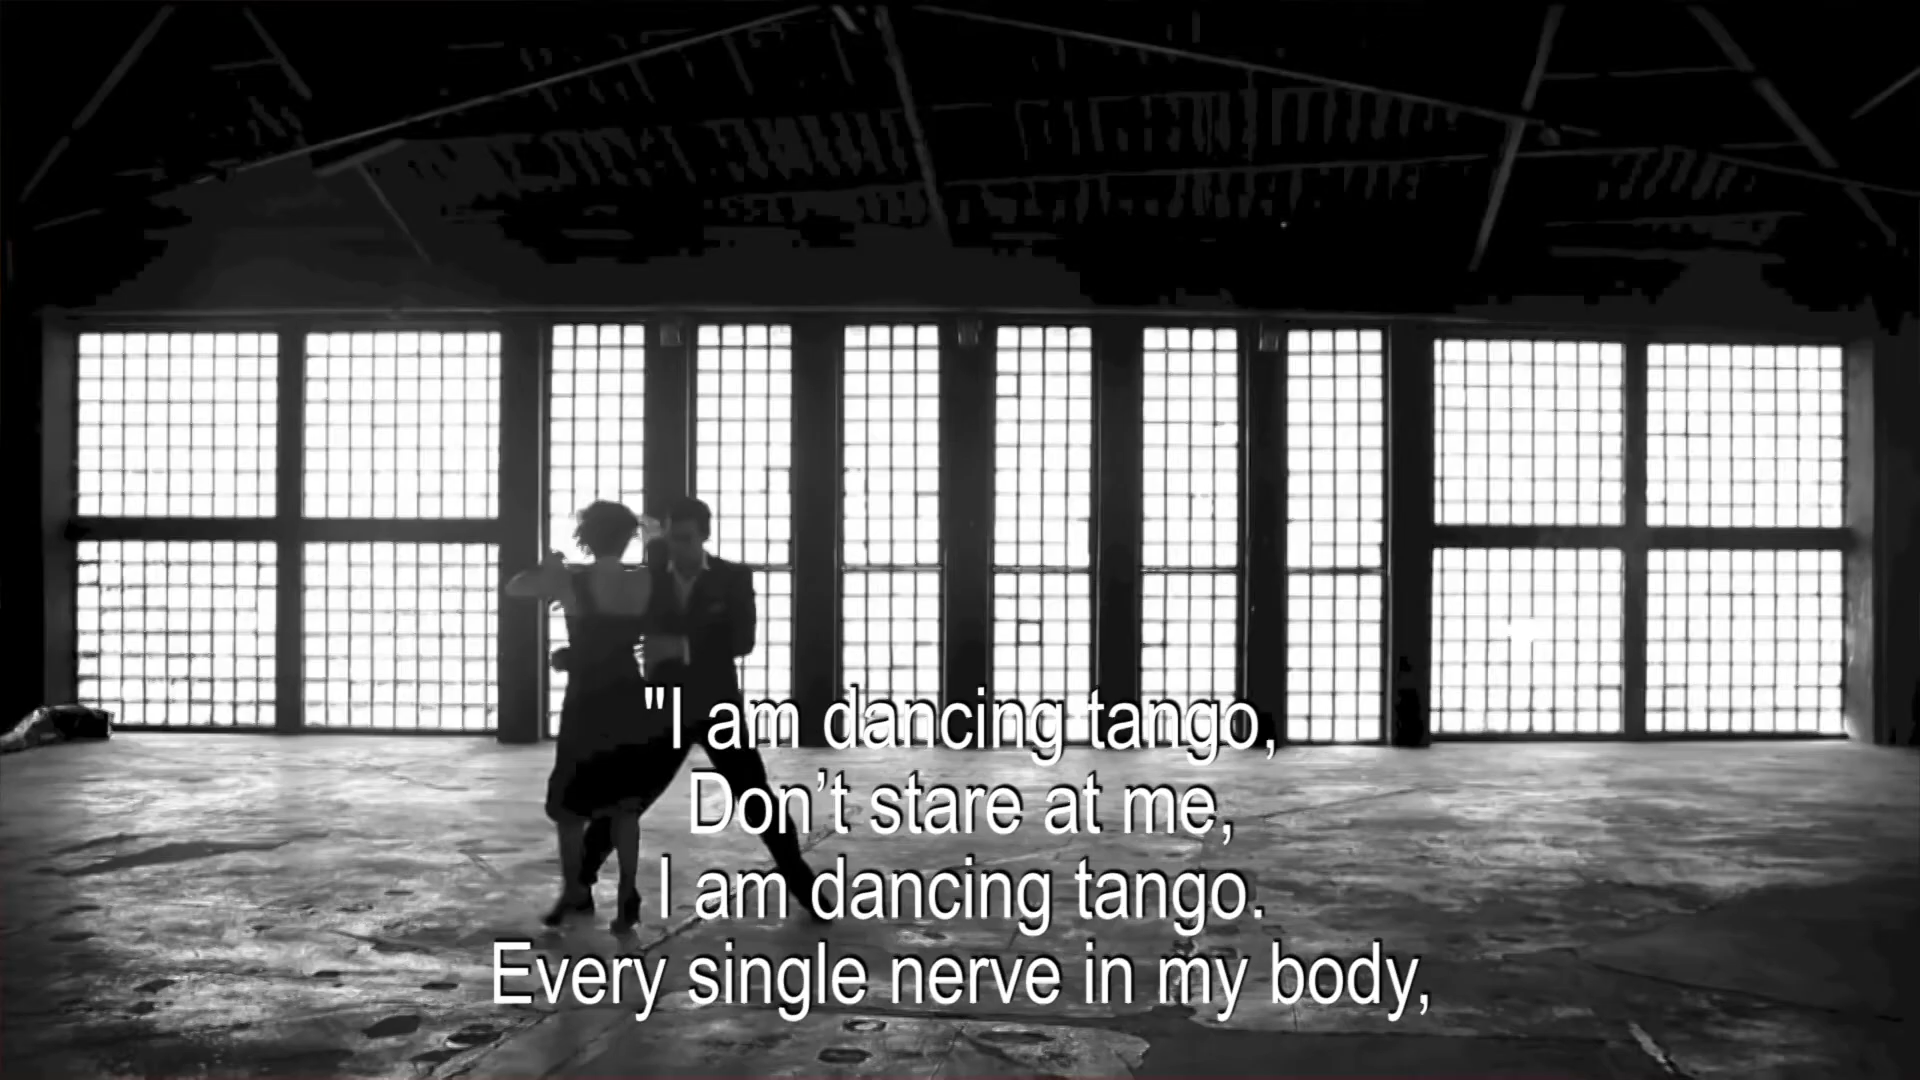 "I am dancing tango,
Don’t stare at me,
I am dancing tango.
Every single nerve in my body,